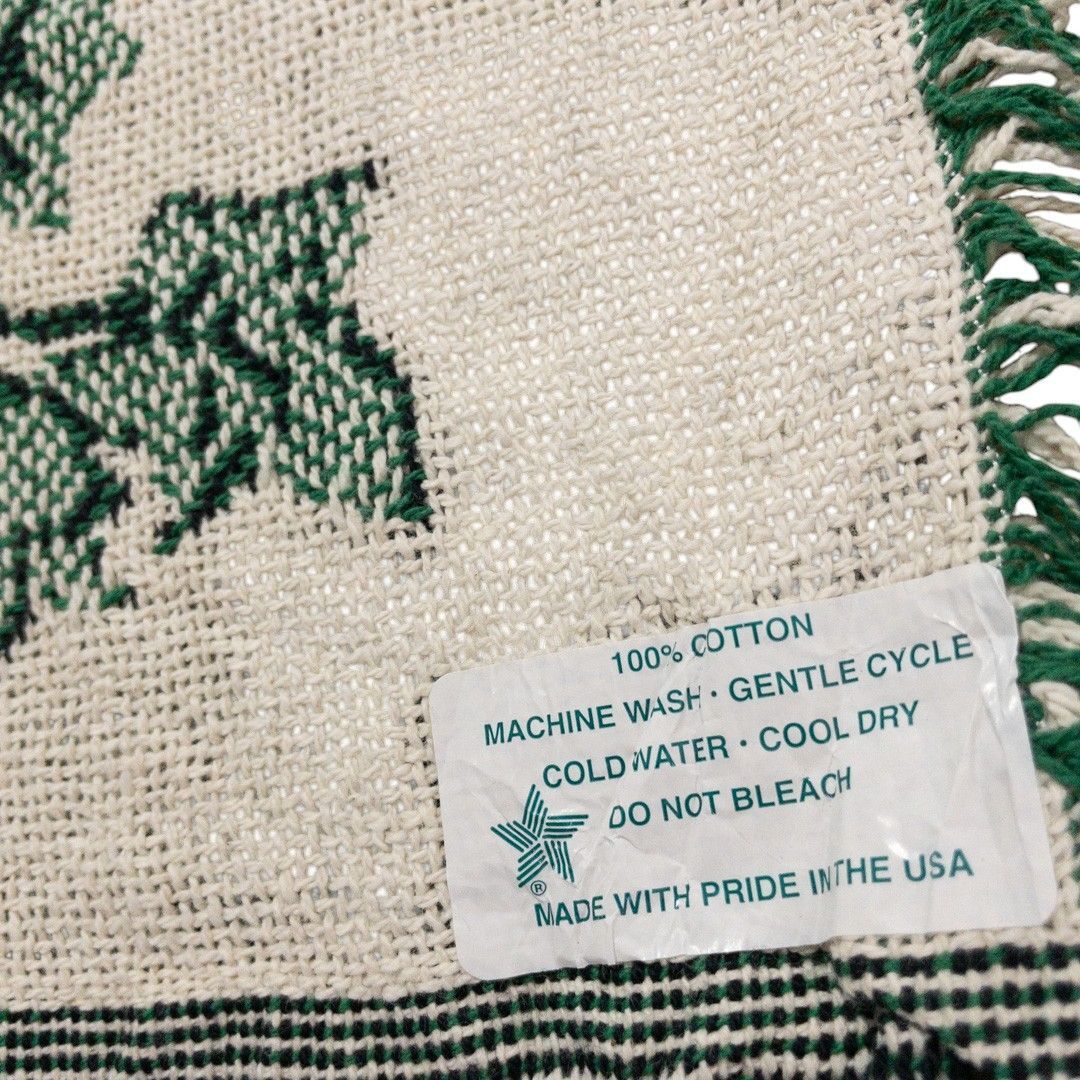 100% COTTON
MACHINE WASH · GENTLE CYCLE
COLD WATER · COOL DRY
DO NOT BLEACH
®
MADE WITH PRIDE IN THE USA